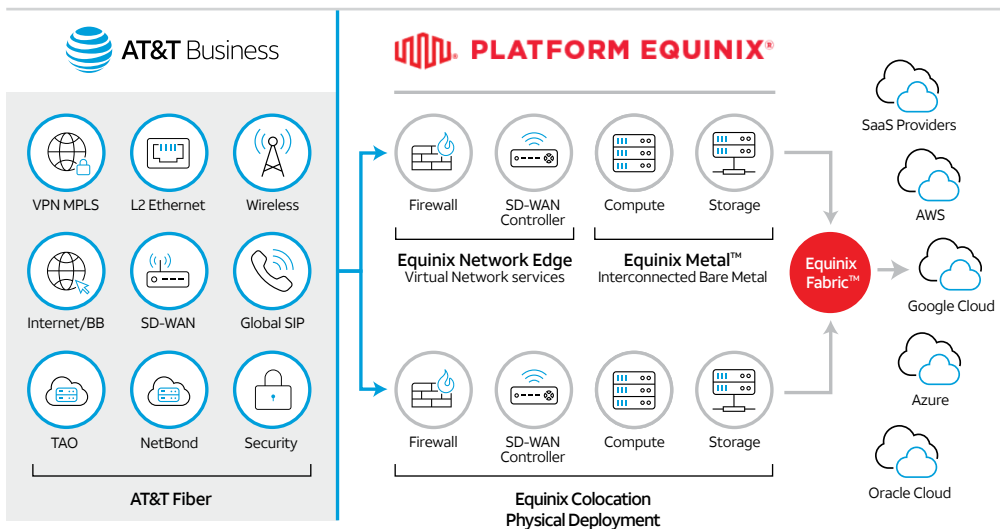 AT&T Business
PLATFORM EQUINIX®
VPN MPLS
L2 Ethernet
Wireless
Internet/BB
SD-WAN
Global SIP
TAO
NetBond
Security
AT&T Fiber
Firewall
SD-WAN
Controller
Compute
Storage
Equinix Network Edge
Virtual Network services
Equinix Metal™
Interconnected Bare Metal
Firewall
SD-WAN
Controller
Compute
Storage
Equinix Colocation
Physical Deployment
Equinix
Fabric™
SaaS Providers
AWS
Google Cloud
Azure
Oracle Cloud